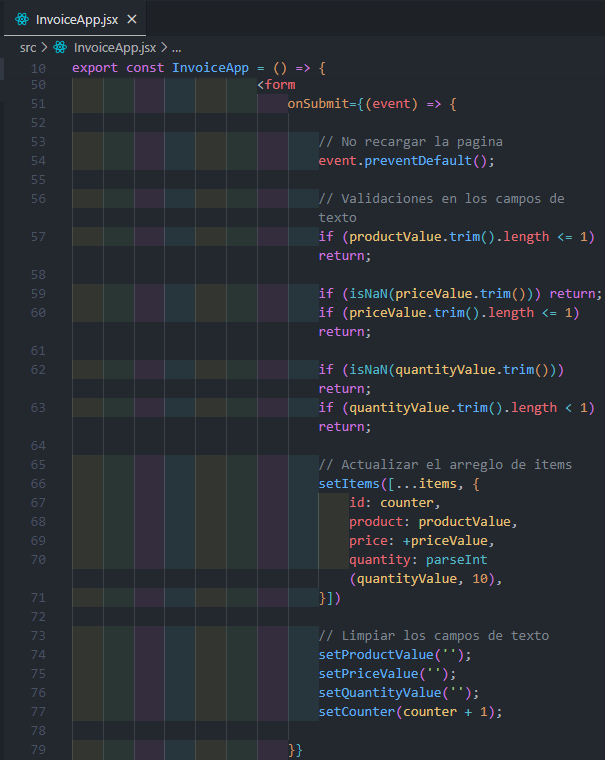 InvoiceApp.jsx ×
src > InvoiceApp.jsx > ...
10 export const InvoiceApp = () => {
50 <form
51 onSubmit={(event) => {
52
53 // No recargar la pagina
54 event.preventDefault();
55
56 // Validaciones en los campos de
texto
57 if (productValue.trim().length <= 1)
return;
58
59 if (isNaN(priceValue.trim())) return;
60 if (priceValue.trim().length <= 1)
return;
61
62 if (isNaN(quantityValue.trim()))
return;
63 if (quantityValue.trim().length < 1)
return;
64
65 // Actualizar el arreglo de items
66 setItems([...items, {
67 id: counter,
68 product: productValue,
69 price: +priceValue,
70 quantity: parseInt
(quantityValue, 10),
71 }])
72
73 // Limpiar los campos de texto
74 setProductValue('');
75 setPriceValue('');
76 setQuantityValue('');
77 setCounter(counter + 1);
78
79 }}